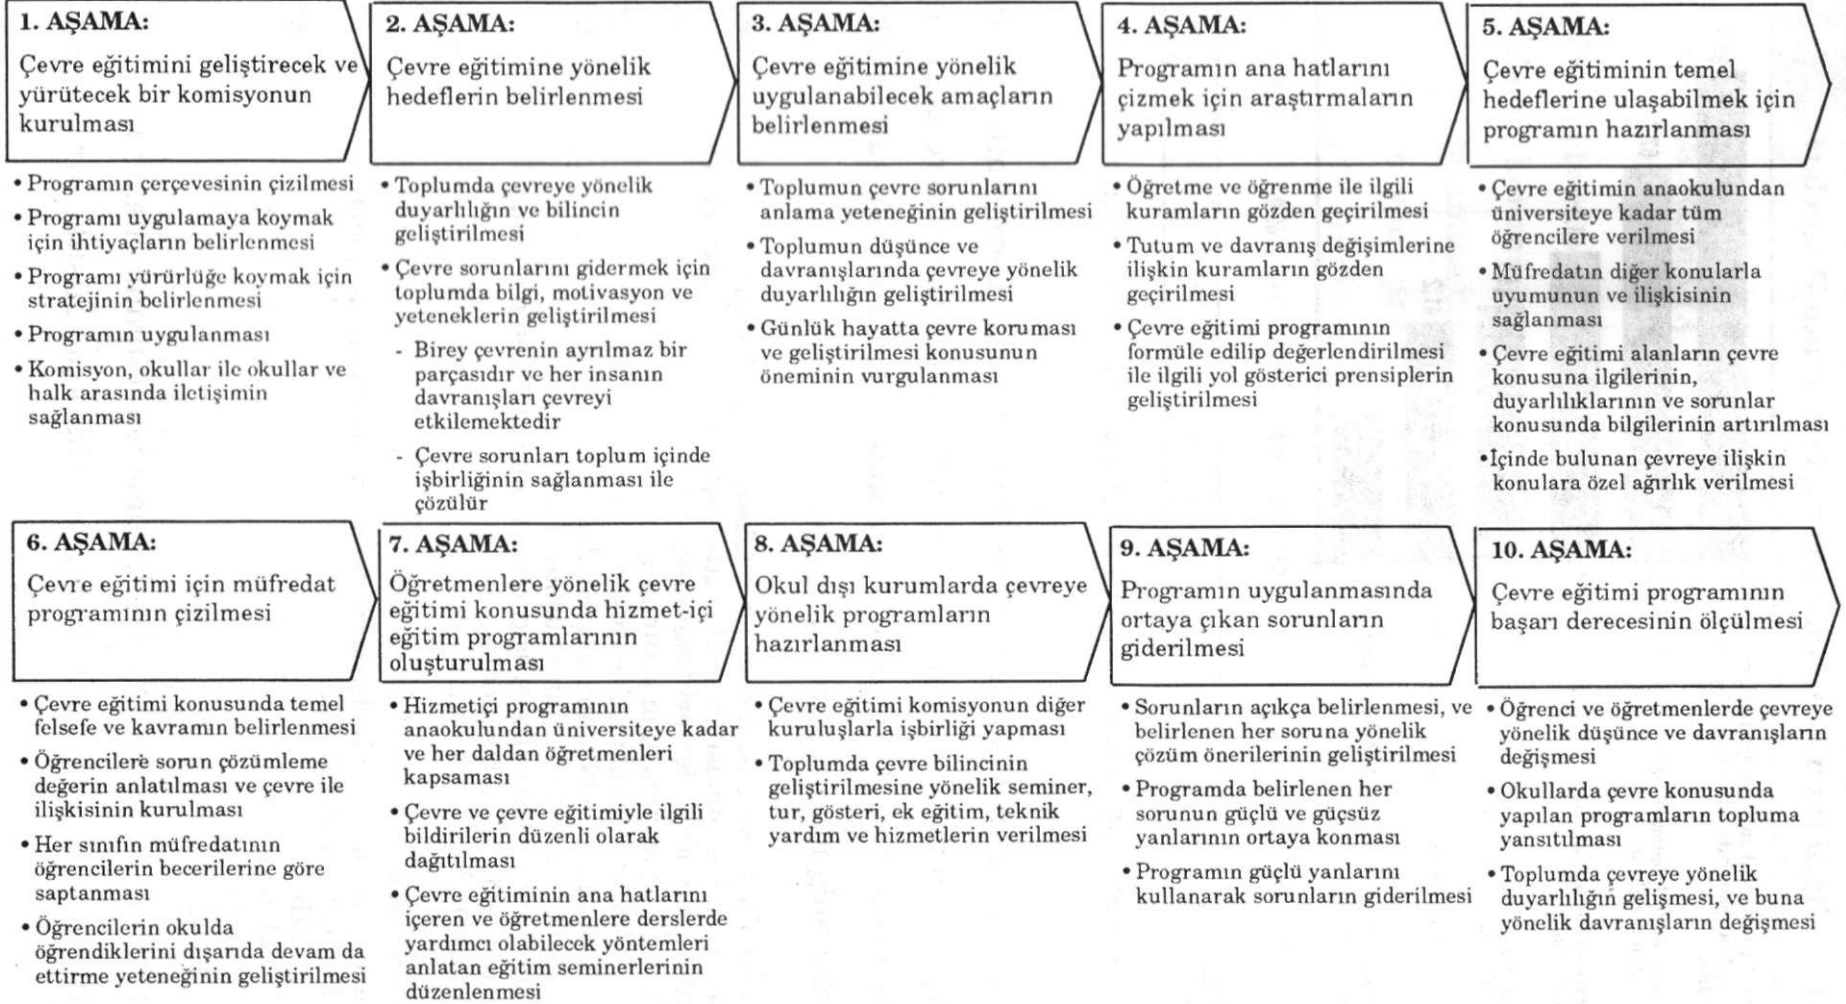 1. AŞAMA:
Çevre eğitimini geliştirecek ve
yürütecek bir komisyonun
kurulması
• Programın çerçevesinin çizilmesi
• Programı uygulamaya koymak
için ihtiyaçların belirlenmesi
• Programı yürürlüğe koymak için
stratejinin belirlenmesi
• Programın uygulanması
• Komisyon, okullar ile okullar ve
halk arasında iletişimin
sağlanması
2. AŞAMA:
Çevre eğitimine yönelik
hedeflerin belirlenmesi
• Toplumda çevreye yönelik
duyarlılığın ve bilincin
geliştirilmesi
• Çevre sorunlarını gidermek için
toplumda bilgi, motivasyon ve
yeteneklerin geliştirilmesi
- Birey çevrenin ayrılmaz bir
parçasıdır ve her insanın
davranışları çevreyi
etkilemektedir
- Çevre sorunları toplum içinde
işbirliğinin sağlanması ile
çözülür
3. AŞAMA:
Çevre eğitimine yönelik
uygulanabilecek amaçların
belirlenmesi
• Toplumun çevre sorunlarını
anlama yeteneğinin geliştirilmesi
• Toplumun düşünce ve
davranışlarında çevreye yönelik
duyarlılığın geliştirilmesi
• Günlük hayatta çevre koruması
ve geliştirilmesi konusunun
öneminin vurgulanması
4. AŞAMA:
Programın ana hatlarını
çizmek için araştırmaların
yapılması
• Öğretme ve öğrenme ile ilgili
kuramların gözden geçirilmesi
• Tutum ve davranış değişimlerine
ilişkin kuramların gözden
geçirilmesi
• Çevre eğitimi programının
formüle edilip değerlendirilmesi
ile ilgili yol gösterici prensiplerin
geliştirilmesi
5. AŞAMA:
Çevre eğitiminin temel
hedeflerine ulaşabilmek için
programın hazırlanması
• Çevre eğitimin anaokulundan
üniversiteye kadar tüm
öğrencilere verilmesi
• Müfredatın diğer konularla
uyumunun ve ilişkisinin
sağlanması
• Çevre eğitimi alanların çevre
konusuna ilgilerinin,
duyarlılıklarının ve sorunlar
konusunda bilgilerinin artırılması
•İçinde bulunan çevreye ilişkin
konulara özel ağırlık verilmesi
6. AŞAMA:
Çevre eğitimi için müfredat
programının çizilmesi
• Çevre eğitimi konusunda temel
felsefe ve kavramın belirlenmesi
• Öğrencilere sorun çözümleme
değerin anlatılması ve çevre ile
ilişkisinin kurulması
• Her sınıfın müfredatının
öğrencilerin becerilerine göre
saptanması
• Öğrencilerin okulda
öğrendiklerini dışarıda devam da
ettirme yeteneğinin geliştirilmesi
7. AŞAMA:
Öğretmenlere yönelik çevre
eğitimi konusunda hizmet-içi
eğitim programlarının
oluşturulması
• Hizmetiçi programının
anaokulundan üniversiteye kadar
ve her daldan öğretmenleri
kapsaması
• Çevre ve çevre eğitimiyle ilgili
bildirilerin düzenli olarak
dağıtılması
• Çevre eğitiminin ana hatlarını
içeren ve öğretmenlere derslerde
yardımcı olabilecek yöntemleri
anlatan eğitim seminerlerinin
düzenlenmesi
8. AŞAMA:
Okul dışı kurumlarda çevreye
yönelik programların
hazırlanması
• Çevre eğitimi komisyonun diğer
kuruluşlarla işbirliği yapması
• Toplumda çevre bilincinin
geliştirilmesine yönelik seminer,
tur, gösteri, ek eğitim, teknik
yardım ve hizmetlerin verilmesi
9. AŞAMA:
Programın uygulanmasında
ortaya çıkan sorunların
giderilmesi
• Sorunların açıkça belirlenmesi, ve
belirlenen her soruna yönelik
çözüm önerilerinin geliştirilmesi
• Programda belirlenen her
sorunun güçlü ve güçsüz
yanlarının ortaya konması
• Programın güçlü yanlarını
kullanarak sorunların giderilmesi
10. AŞAMA:
Çevre eğitimi programının
başarı derecesinin ölçülmesi
• Öğrenci ve öğretmenlerde çevreye
yönelik düşünce ve davranışların
değişmesi
• Okullarda çevre konusunda
yapılan programların topluma
yansıtılması
• Toplumda çevreye yönelik
duyarlılığın gelişmesi, ve buna
yönelik davranışların değişmesi